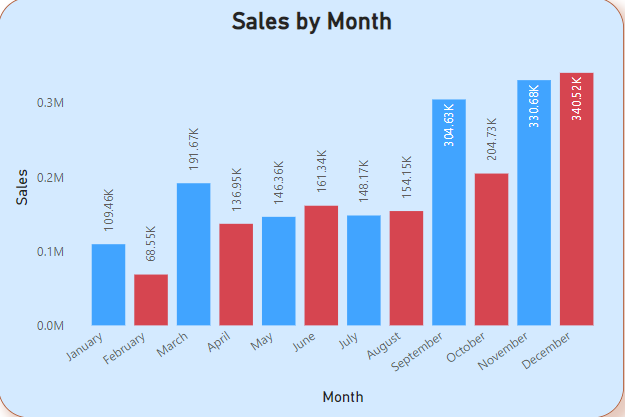 Sales by Month
Sales
0.3M
0.2M
0.1M
0.0M
109.46K
68.55K
191.67K
136.95K
146.36K
161.34K
148.17K
154.15K
304.63K
204.73K
330.68K
340.52K
January
February
March
April
May
June
July
August
September
October
November
December
Month